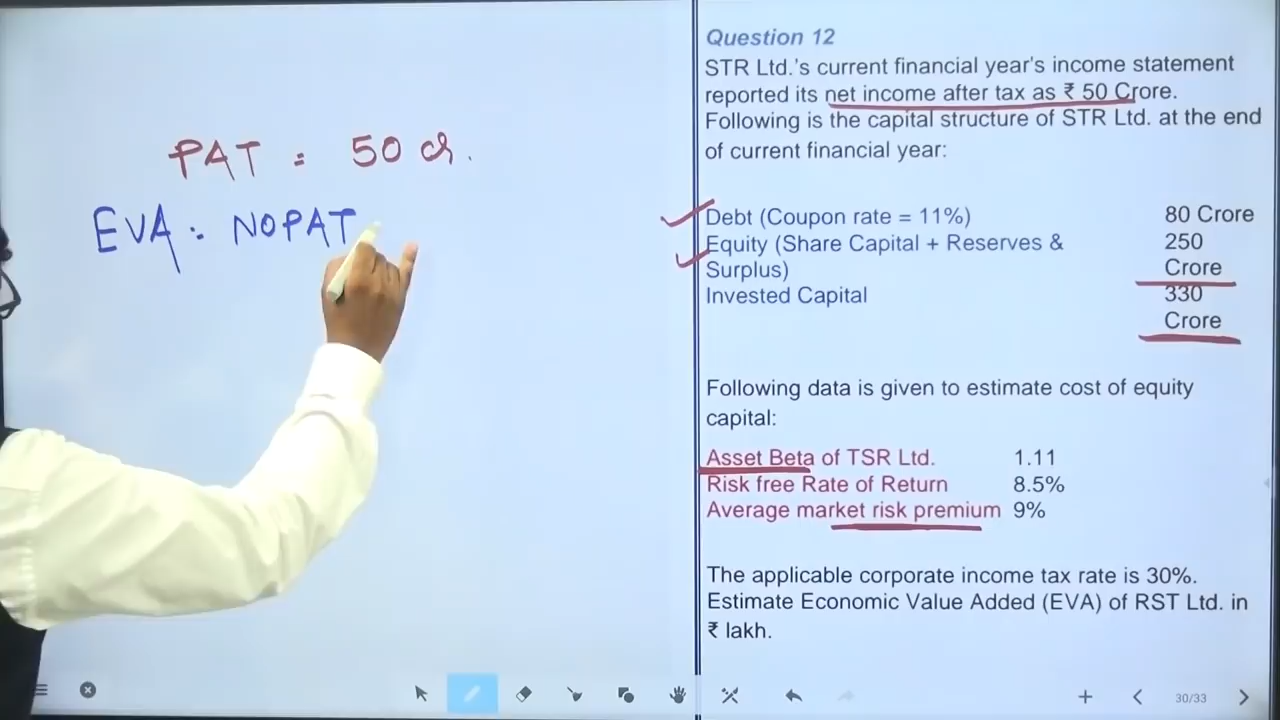 PAT = 50 cr.
EVA = NOPAT
Question 12
STR Ltd.'s current financial year's income statement
reported its net income after tax as ₹ 50 Crore.
Following is the capital structure of STR Ltd. at the end
of current financial year:
Debt (Coupon rate = 11%) 80 Crore
Equity (Share Capital + Reserves & 250
Surplus) Crore
Invested Capital 330
Crore
Following data is given to estimate cost of equity
capital:
Asset Beta of TSR Ltd. 1.11
Risk free Rate of Return 8.5%
Average market risk premium 9%
The applicable corporate income tax rate is 30%.
Estimate Economic Value Added (EVA) of RST Ltd. in
₹ lakh.
30/33